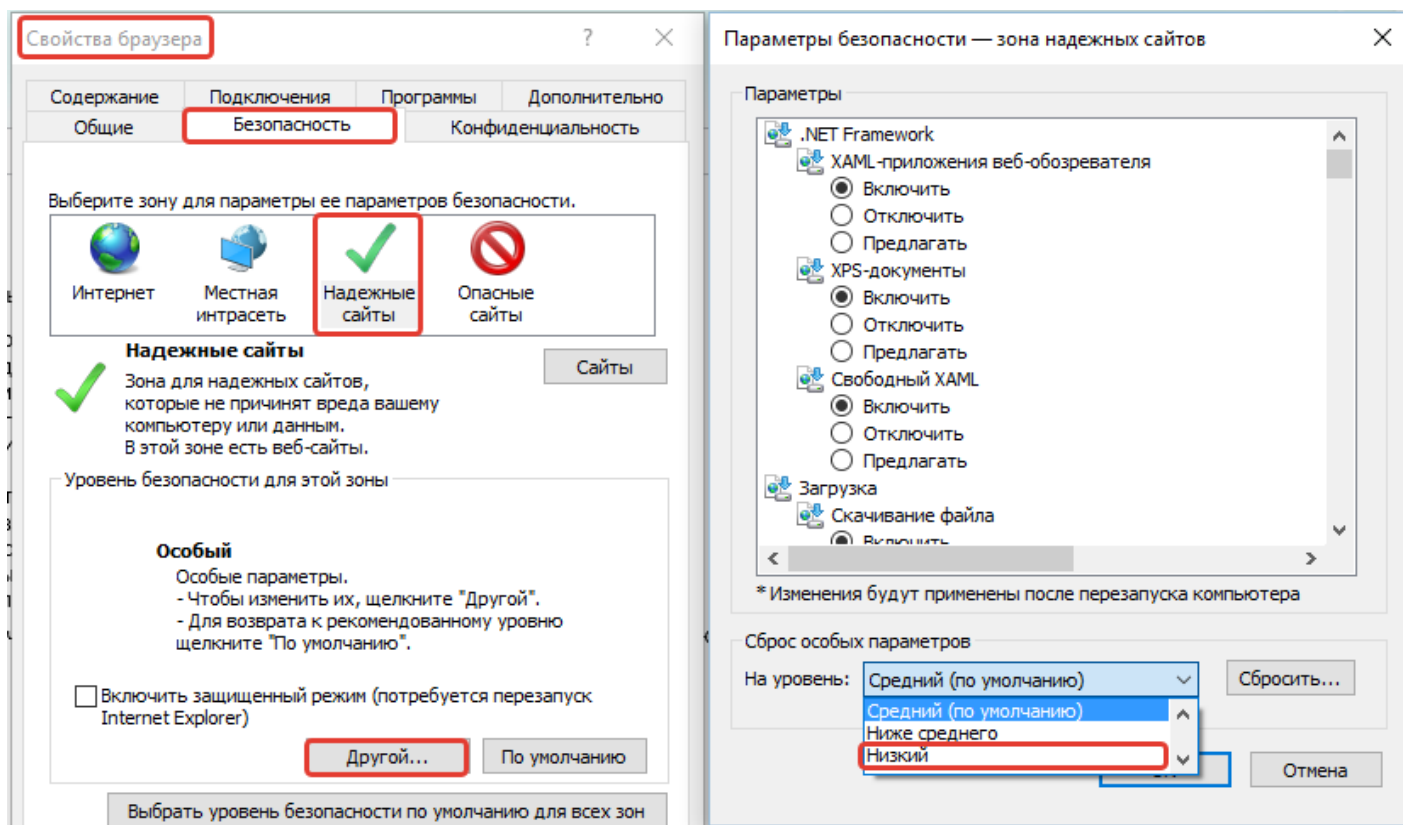 Свойства браузера
?
Содержание Подключения Программы Дополнительно
Общие Безопасность Конфиденциальность
Выберите зону для параметры ее параметров безопасности.
Интернет
Местная
интрасеть
Надежные
сайты
Опасные
сайты
Надежные сайты
Сайты
Зона для надежных сайтов,
которые не причинят вреда вашему
компьютеру или данным.
В этой зоне есть веб-сайты.
Уровень безопасности для этой зоны
Особый
Особые параметры.
- Чтобы изменить их, щелкните "Другой".
- Для возврата к рекомендованному уровню
щелкните "По умолчанию".
Включить защищенный режим (потребуется перезапуск
Internet Explorer)
Другой... По умолчанию
Выбрать уровень безопасности по умолчанию для всех зон
Параметры безопасности — зона надежных сайтов
Параметры
.NET Framework
XAML-приложения веб-обозревателя
Включить
Отключить
Предлагать
XPS-документы
Включить
Отключить
Предлагать
Свободный XAML
Включить
Отключить
Предлагать
Загрузка
Скачивание файла
Включить
* Изменения будут применены после перезапуска компьютера
Сброс особых параметров
На уровень: Средний (по умолчанию) Сбросить...
Средний (по умолчанию)
Ниже среднего
Низкий
Отмена